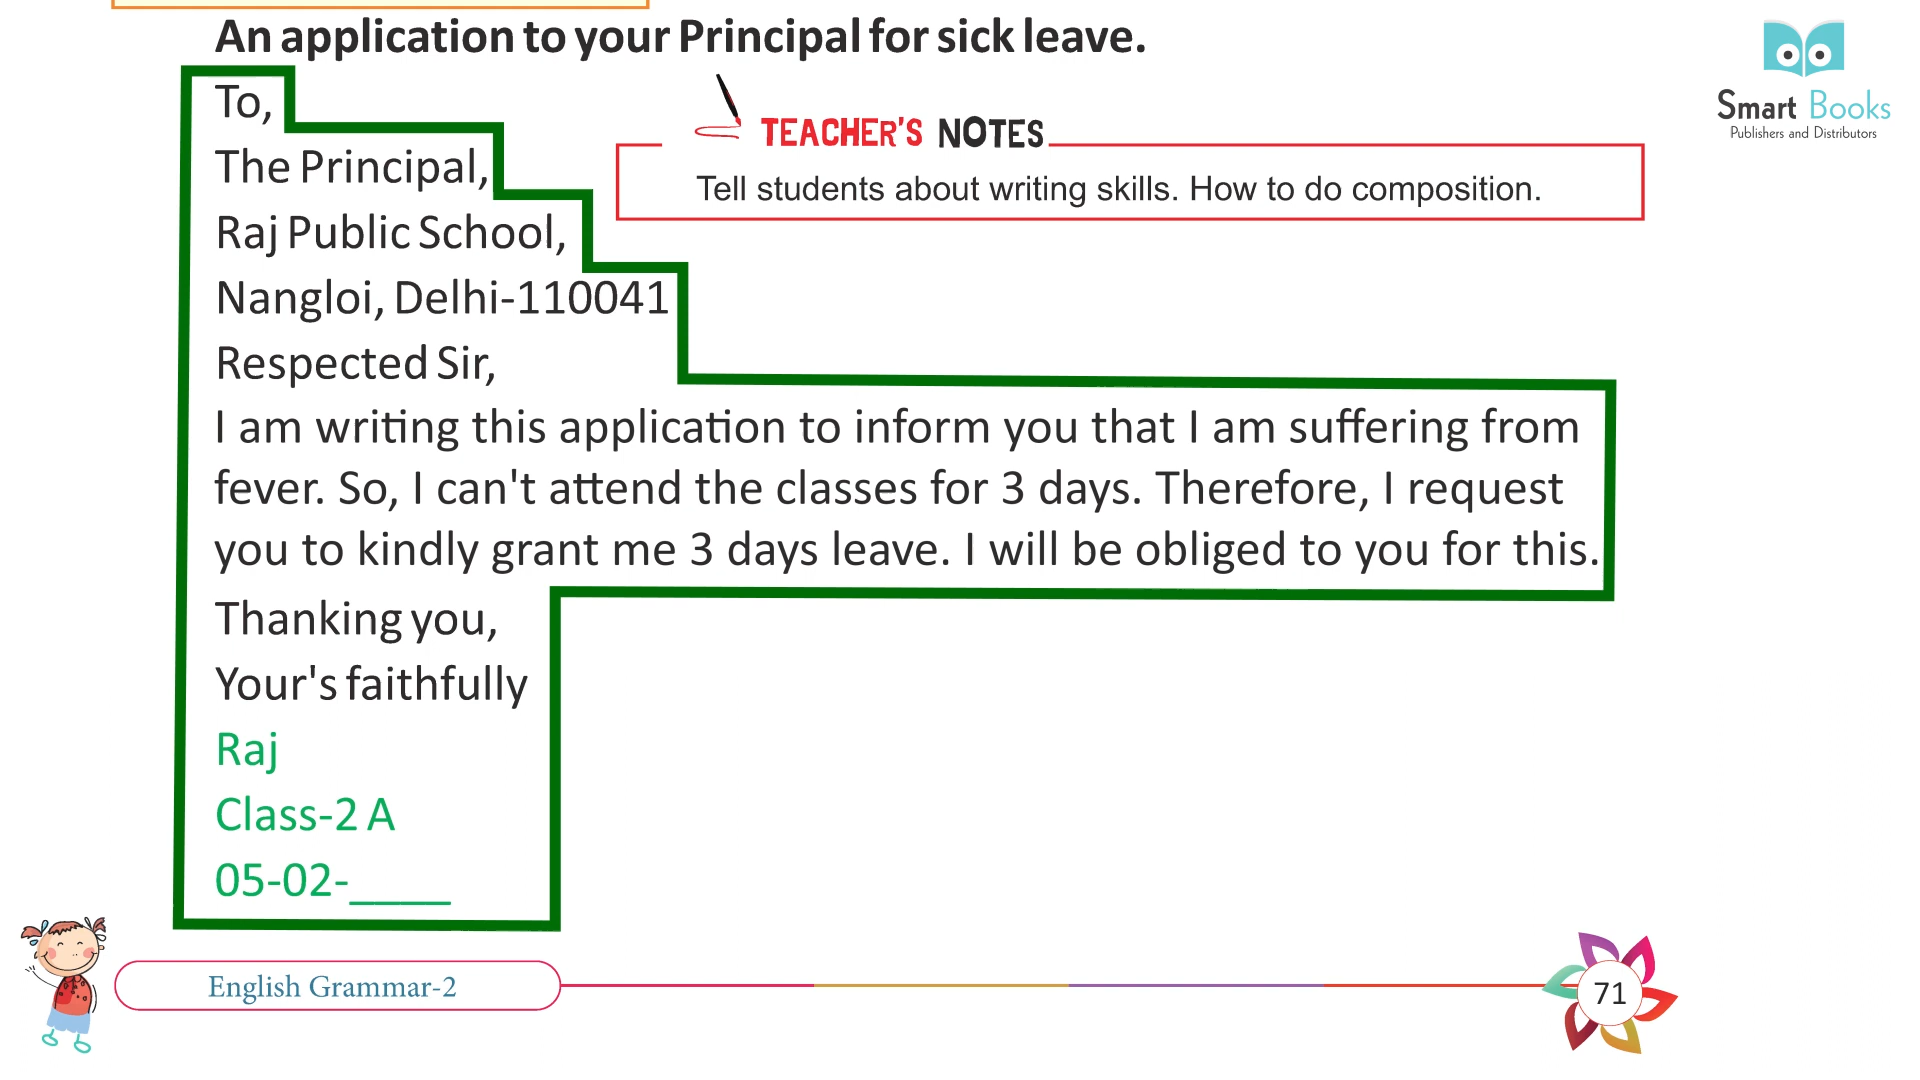 An application to your Principal for sick leave.
Smart Books
Publishers and Distributors
To,
TEACHER'S NOTES
Tell students about writing skills. How to do composition.
The Principal,
Raj Public School,
Nangloi, Delhi-110041
Respected Sir,
I am writing this application to inform you that I am suffering from
fever. So, I can't attend the classes for 3 days. Therefore, I request
you to kindly grant me 3 days leave. I will be obliged to you for this.
Thanking you,
Your's faithfully
Raj
Class-2 A
05-02-____
English Grammar-2
71